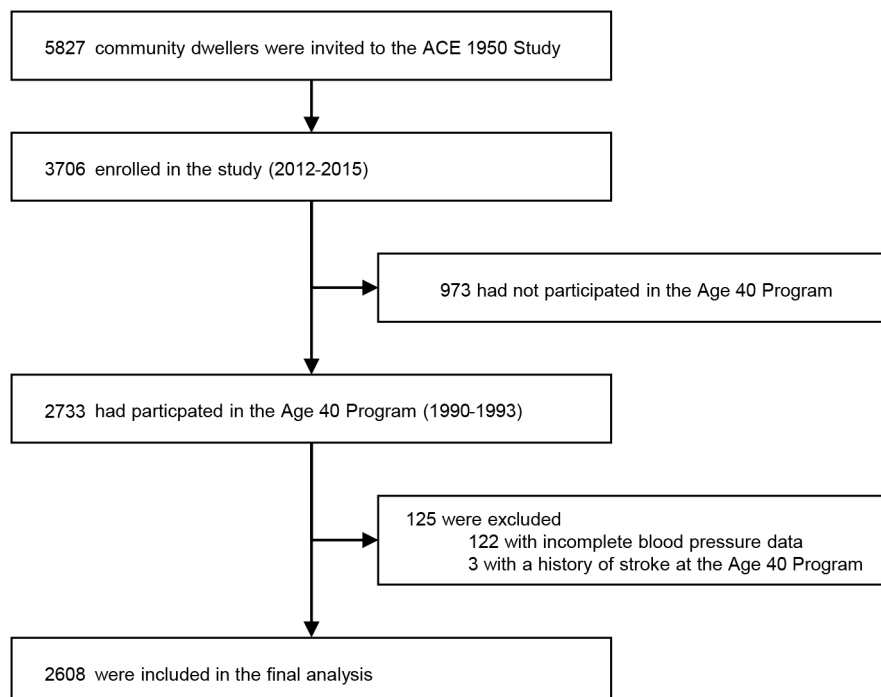 5827 community dwellers were invited to the ACE 1950 Study
3706 enrolled in the study (2012-2015)
973 had not participated in the Age 40 Program
2733 had particpated in the Age 40 Program (1990-1993)
125 were excluded
122 with incomplete blood pressure data
3 with a history of stroke at the Age 40 Program
2608 were included in the final analysis